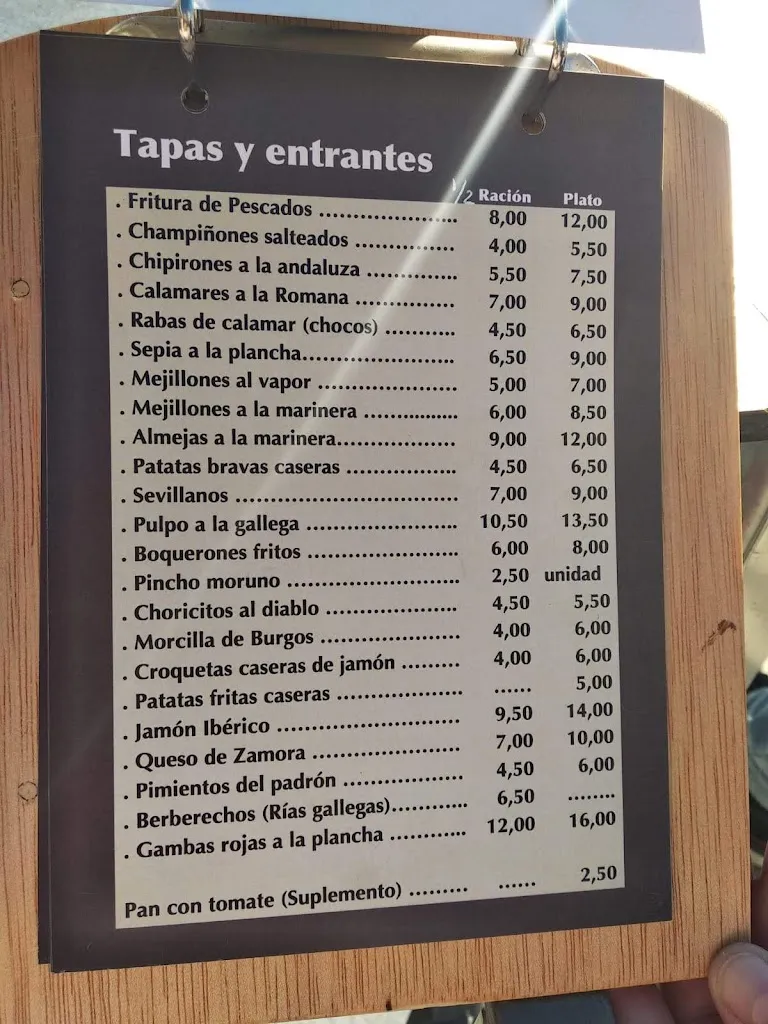 Tapas y entrantes
1/2 Ración Plato
. Fritura de Pescados ........................ 8,00 12,00
. Champiñones salteados ............... 4,00 5,50
. Chipirones a la andaluza .............. 5,50 7,50
. Calamares a la Romana ............... 7,00 9,00
. Rabas de calamar (chocos) ........... 4,50 6,50
. Sepia a la plancha....................... 6,50 9,00
. Mejillones al vapor ..................... 5,00 7,00
. Mejillones a la marinera ............... 6,00 8,50
. Almejas a la marinera.................. 9,00 12,00
. Patatas bravas caseras ................. 4,50 6,50
. Sevillanos .................................. 7,00 9,00
. Pulpo a la gallega ....................... 10,50 13,50
. Boquerones fritos ....................... 6,00 8,00
. Pincho moruno .......................... 2,50 unidad
. Choricitos al diablo .................... 4,50 5,50
. Morcilla de Burgos ..................... 4,00 6,00
. Croquetas caseras de jamón ......... 4,00 6,00
. Patatas fritas caseras ................... ...... 5,00
. Jamón Ibérico ............................ 9,50 14,00
. Queso de Zamora ....................... 7,00 10,00
. Pimientos del padrón .................. 4,50 6,00
. Berberechos (Rías gallegas)............ 6,50 ........
. Gambas rojas a la plancha ............ 12,00 16,00
Pan con tomate (Suplemento) ......... ...... 2,50